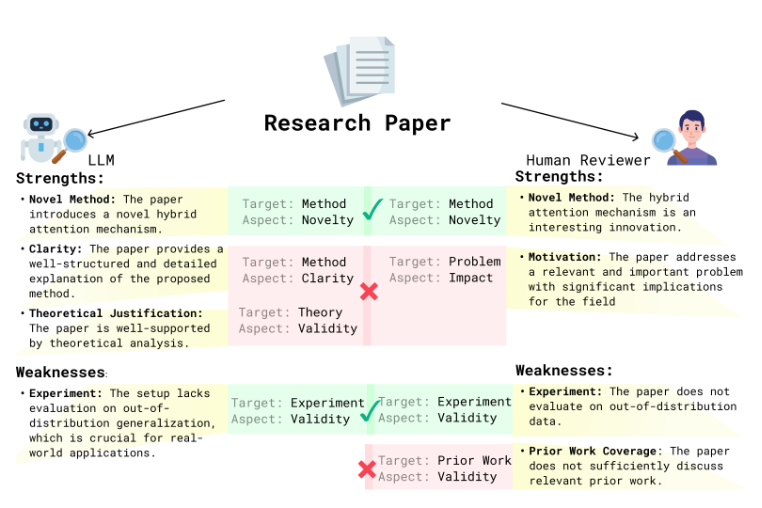 Research Paper
LLM
Strengths:
• Novel Method: The paper
introduces a novel hybrid
attention mechanism.
• Clarity: The paper provides a
well-structured and detailed
explanation of the proposed
method.
• Theoretical Justification:
The paper is well-supported
by theoretical analysis.
Weaknesses:
• Experiment: The setup lacks
evaluation on out-of-
distribution generalization,
which is crucial for real-
world applications.
Target: Method
Aspect: Novelty
Target: Method
Aspect: Clarity
Target: Theory
Aspect: Validity
Target: Experiment
Aspect: Validity
Target: Method
Aspect: Novelty
Target: Problem
Aspect: Impact
Target: Experiment
Aspect: Validity
Target: Prior Work
Aspect: Validity
Human Reviewer
Strengths:
• Novel Method: The hybrid
attention mechanism is an
interesting innovation.
• Motivation: The paper addresses
a relevant and important problem
with significant implications
for the field
Weaknesses:
• Experiment: The paper does not
evaluate on out-of-distribution
data.
• Prior Work Coverage: The paper
does not sufficiently discuss
relevant prior work.